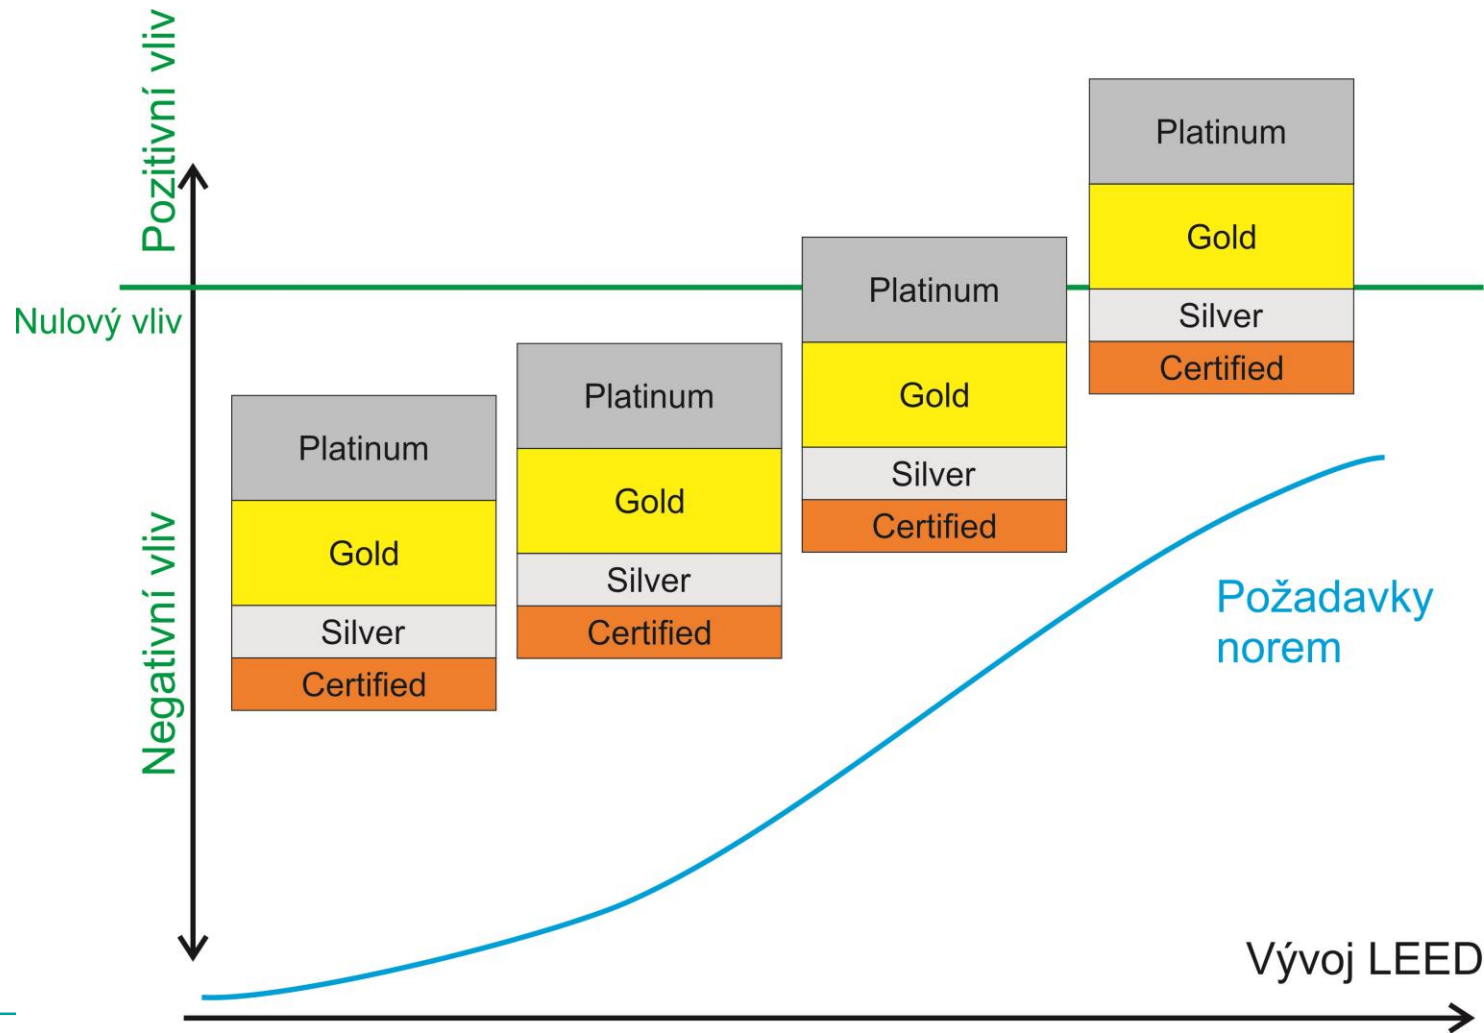 Pozitivní vliv
Nulový vliv
Negativní vliv
Platinum
Gold
Silver
Certified
Platinum
Gold
Silver
Certified
Platinum
Gold
Silver
Certified
Platinum
Gold
Silver
Certified
Požadavky
norem
Vývoj LEED